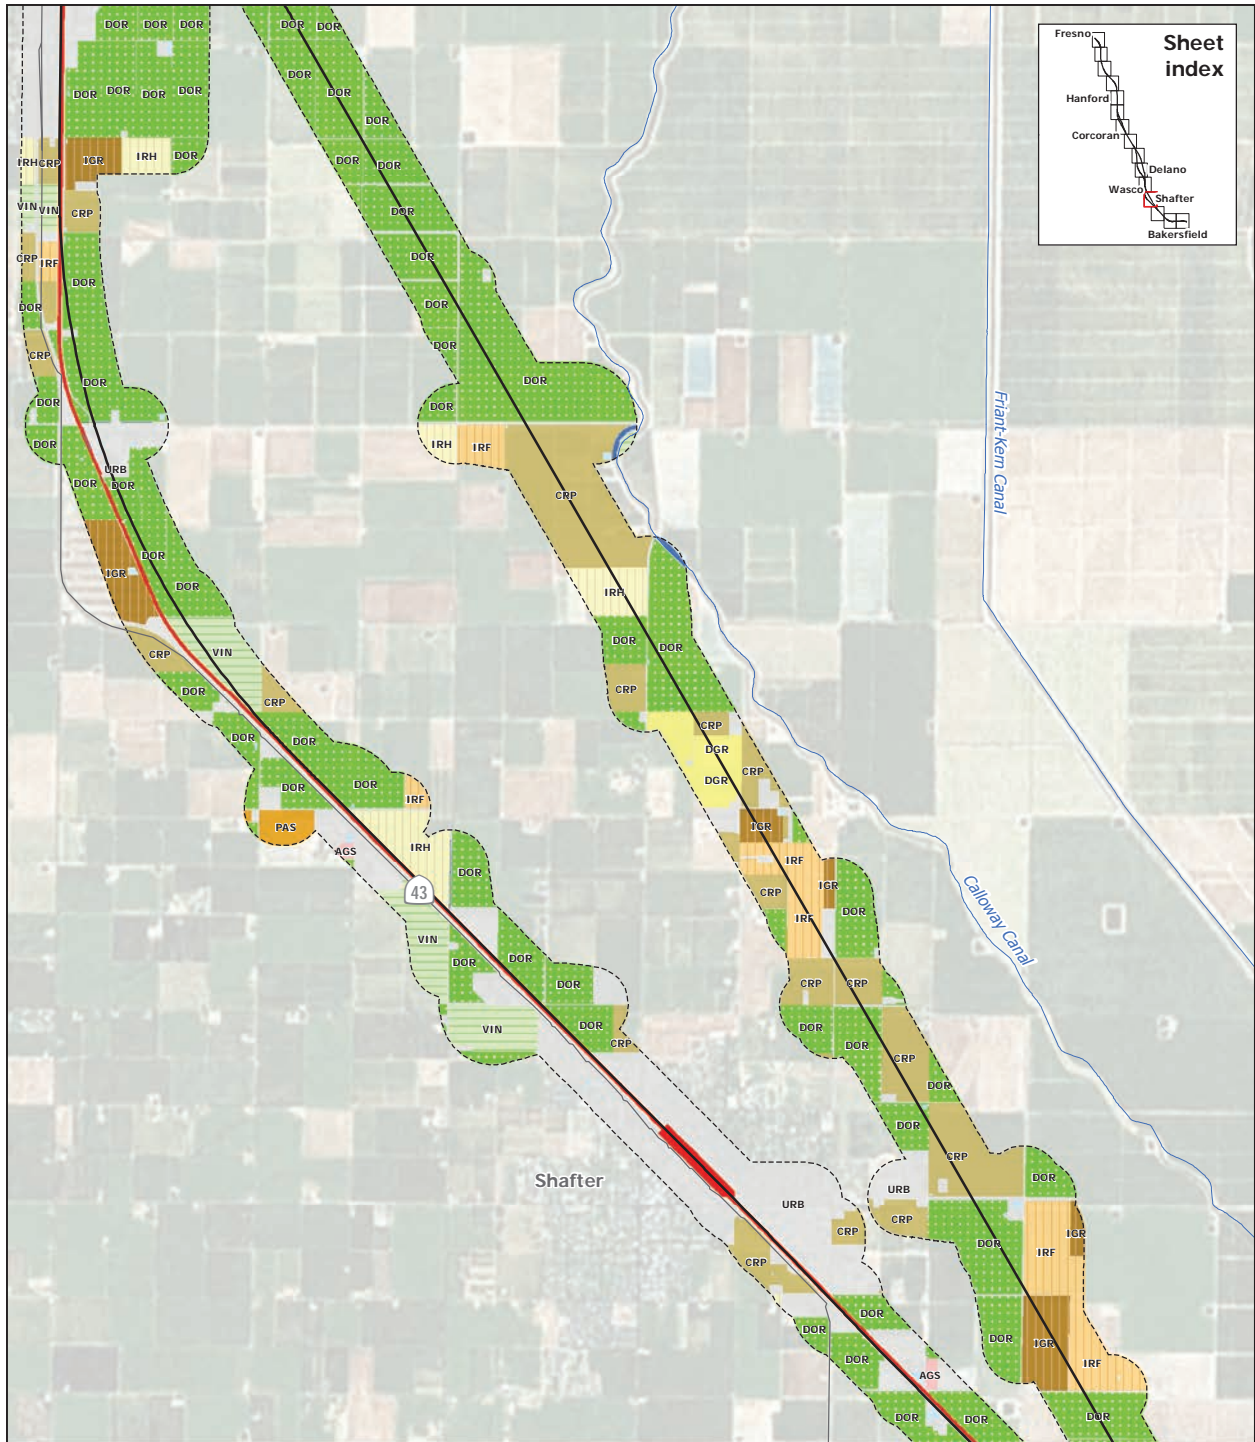 DOR DOR DOR
DOR DOR
Fresno
Sheet
index
Hanford
Corcoran
Delano
Wasco
Shafter
Bakersfield
DOR
DOR DOR DOR DOR
DOR
DOR
IRH CRP IGR IRH DOR
DOR DOR
VIN VIN CRP
DOR
CRP IRF
DOR
DOR
DOR
DOR
CRP
DOR
DOR
DOR
DOR
DOR
Friant-Kern Canal
DOR
URB
IRH IRF
DOR DOR
CRP
DOR
IGR
DOR
IRH
DOR DOR
CRP VIN
DOR
CRP
CRP
DOR
CRP
DOR DOR
DGR
CRP
DGR
DOR DOR
IRF
PAS
IGR
AGS
IRH
IRF
DOR
CRP
IGR
43
Calloway Canal
DOR
IRF
VIN
DOR
DOR
DOR
CRP CRP
VIN
DOR
CRP
DOR
DOR
CRP
DOR
DOR
CRP
Shafter
DOR
URB
URB
CRP
CRP
IGR
CRP
DOR
IRF
DOR
DOR
DOR
IGR
DOR
IRF
AGS
DOR DOR
DOR